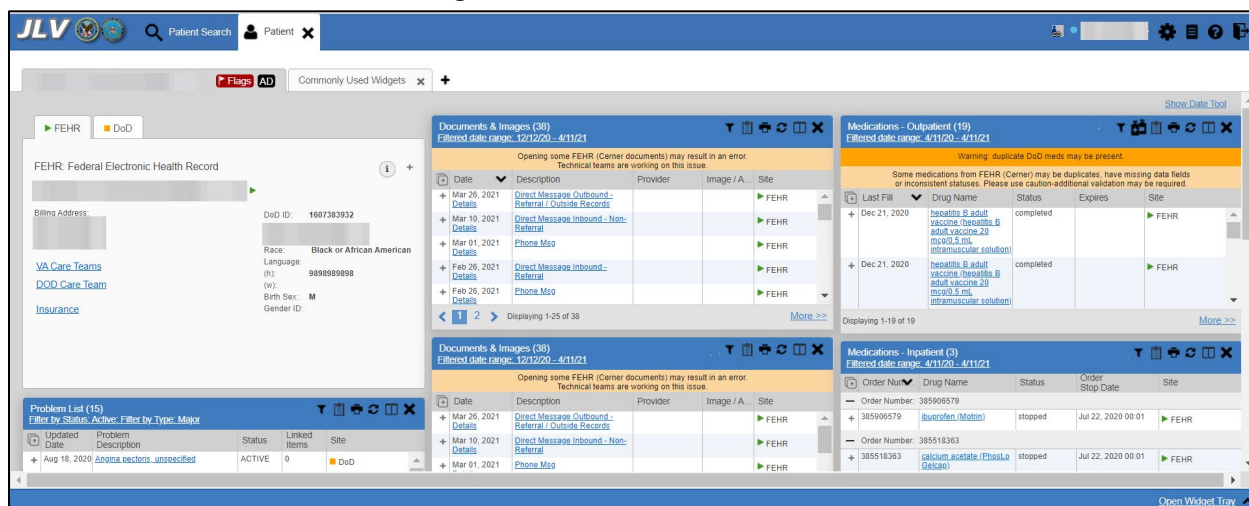 JLV Patient Search Patient
Flags AD Commonly Used Widgets
Show Date Tool
FEHR DoD
FEHR: Federal Electronic Health Record
Billing Address:
DoD ID: 1607383932
Race: Black or African American
Language:
(h): 9898989898
(w):
Birth Sex: M
Gender ID:
VA Care Teams
DOD Care Team
Insurance
Problem List (15)
Filter by Status: Active; Filter by Type: Major
Updated Date Problem Description Status Linked Items Site
Aug 18, 2020 Angina pectoris, unspecified ACTIVE 0 DoD
Documents & Images (38)
Filtered date range: 12/12/20 - 4/11/21
Opening some FEHR (Cerner documents) may result in an error.
Technical teams are working on this issue.
Date Description Provider Image / A... Site
Mar 26, 2021 Direct Message Outbound - FEHR
Details Referral / Outside Records
Mar 10, 2021 Direct Message Inbound - Non- FEHR
Details Referral
Mar 01, 2021 Phone Msg FEHR
Details
Feb 26, 2021 Direct Message Inbound - FEHR
Details Referral
Feb 26, 2021 Phone Msg FEHR
Details
1 2 Displaying 1-25 of 38 More >>
Documents & Images (38)
Filtered date range: 12/12/20 - 4/11/21
Opening some FEHR (Cerner documents) may result in an error.
Technical teams are working on this issue.
Date Description Provider Image / A... Site
Mar 26, 2021 Direct Message Outbound - FEHR
Details Referral / Outside Records
Mar 10, 2021 Direct Message Inbound - Non- FEHR
Details Referral
Mar 01, 2021 Phone Msg FEHR
Medications - Outpatient (19)
Filtered date range: 4/11/20 - 4/11/21
Warning: duplicate DoD meds may be present.
Some medications from FEHR (Cerner) may be duplicates, have missing data fields
or inconsistent statuses. Please use caution-additional validation may be required.
Last Fill Drug Name Status Expires Site
Dec 21, 2020 hepatitis B adult completed FEHR
vaccine (hepatitis B
adult vaccine 20
mcg/0.5 mL
intramuscular solution)
Dec 21, 2020 hepatitis B adult completed FEHR
vaccine (hepatitis B
adult vaccine 20
mcg/0.5 mL
intramuscular solution)
Displaying 1-19 of 19 More >>
Medications - Inpatient (3)
Filtered date range: 4/11/20 - 4/11/21
Order Num Drug Name Status Order Stop Date Site
Order Number: 385906579
385906579 ibuprofen (Motrin) stopped Jul 22, 2020 00:01 FEHR
Order Number: 385518363
385518363 calcium acetate (PhosLo stopped Jul 22, 2020 00:01 FEHR
Gelcap)
Open Widget Tray